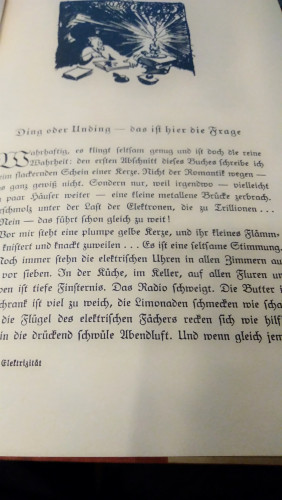 Ding oder Unding — das ist hier die Frage
Wahrhaftig, es klingt seltsam genug und ist doch die reine
Wahrheit: den ersten Abschnitt dieses Buches schreibe ich
beim flackernden Schein einer Kerze. Nicht der Romantik wegen —
es ganz gewiß nicht. Sondern nur, weil irgendwo — vielleicht
paar Häuser weiter — eine kleine metallene Brücke zerbrach.
erschmolz unter der Last der Elektronen, die zu Trillionen ...
Nein — das führt schon gleich zu weit!
Vor mir steht eine plumpe gelbe Kerze, und ihr kleines Flämm-
knistert und knackt zuweilen ... Es ist eine seltsame Stimmung.
Noch immer stehen die elektrischen Uhren in allen Zimmern au
vor sieben. In der Küche, im Keller, auf allen Fluren un
en ist tiefe Finsternis. Das Radio schweigt. Die Butter i
chrank ist viel zu weich, die Limonaden schmecken wie scha
die Flügel des elektrischen Fächers recken sich wie hilf
in die drückend schwüle Abendluft. Und wenn gleich jem
Elektrizität